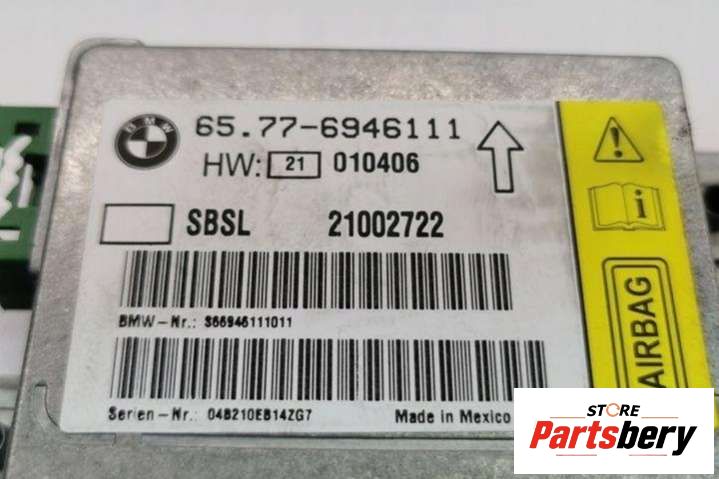 BMW
65.77-6946111
HW: 21 010406
SBSL 21002722
BMW-Nr.: 366946111011
Serien-Nr.: 04B210EB14ZG7
Made in Mexico
AIRBAG
STORE
Partsbery